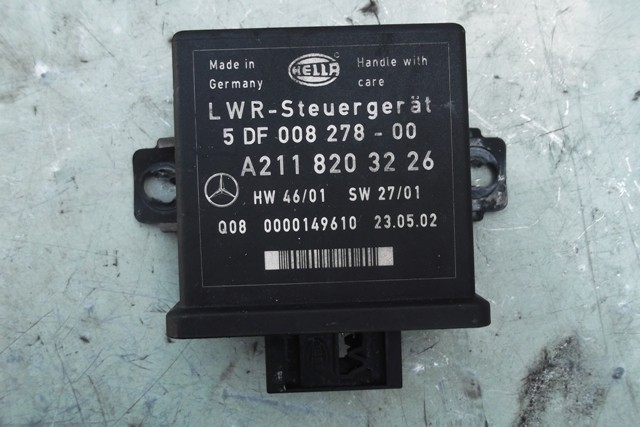 Made in
Germany
HELLA
Handle with
care
LWR-Steuergerät
5 DF 008 278-00
A211 820 32 26
HW 46/01 SW 27/01
Q08 0000149610 23.05.02